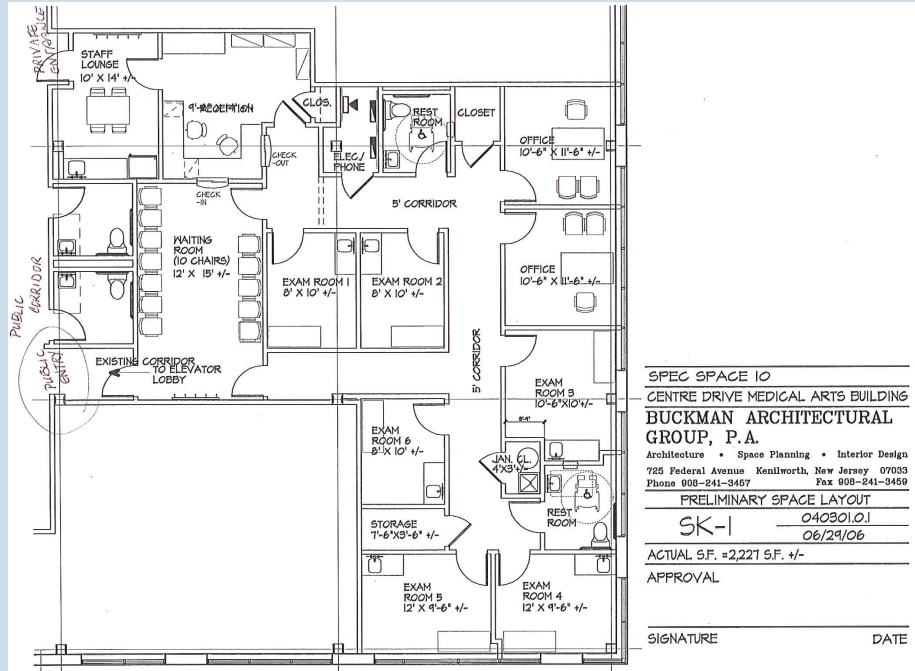 PRIVATE
ENTRANCE
STAFF
LOUNGE
10' X 14' +/-
RECEPTION
CLOS.
ELEC./
PHONE
REST
ROOM
CLOSET
OFFICE
10'-6" X 11'-6" +/-
CHECK
-OUT
CHECK
-IN
5' CORRIDOR
WAITING
ROOM
(10 CHAIRS)
12' X 15' +/-
EXAM ROOM 1
8' X 10' +/-
EXAM ROOM 2
8' X 10' +/-
OFFICE
10'-6" X 11'-6" +/-
PUBLIC
CORRIDOR
PUBLIC
ENTRY
EXISTING CORRIDOR
TO ELEVATOR
LOBBY
5' CORRIDOR
EXAM
ROOM 3
10'-6"X10'+/-
EXAM
ROOM 6
8' X 10' +/-
JAN. CL.
4'X3'+/-
REST
ROOM
STORAGE
7'-6"X3'-6" +/-
EXAM
ROOM 5
12' X 9'-6" +/-
EXAM
ROOM 4
12' X 9'-6" +/-
SPEC SPACE 10
CENTRE DRIVE MEDICAL ARTS BUILDING
BUCKMAN ARCHITECTURAL
GROUP, P.A.
Architecture • Space Planning • Interior Design
725 Federal Avenue Kenilworth, New Jersey 07033
Phone 908-241-3457 Fax 908-241-3459
PRELIMINARY SPACE LAYOUT
SK-1
040301.0.1
06/29/06
ACTUAL S.F. =2,227 S.F. +/-
APPROVAL
SIGNATURE DATE